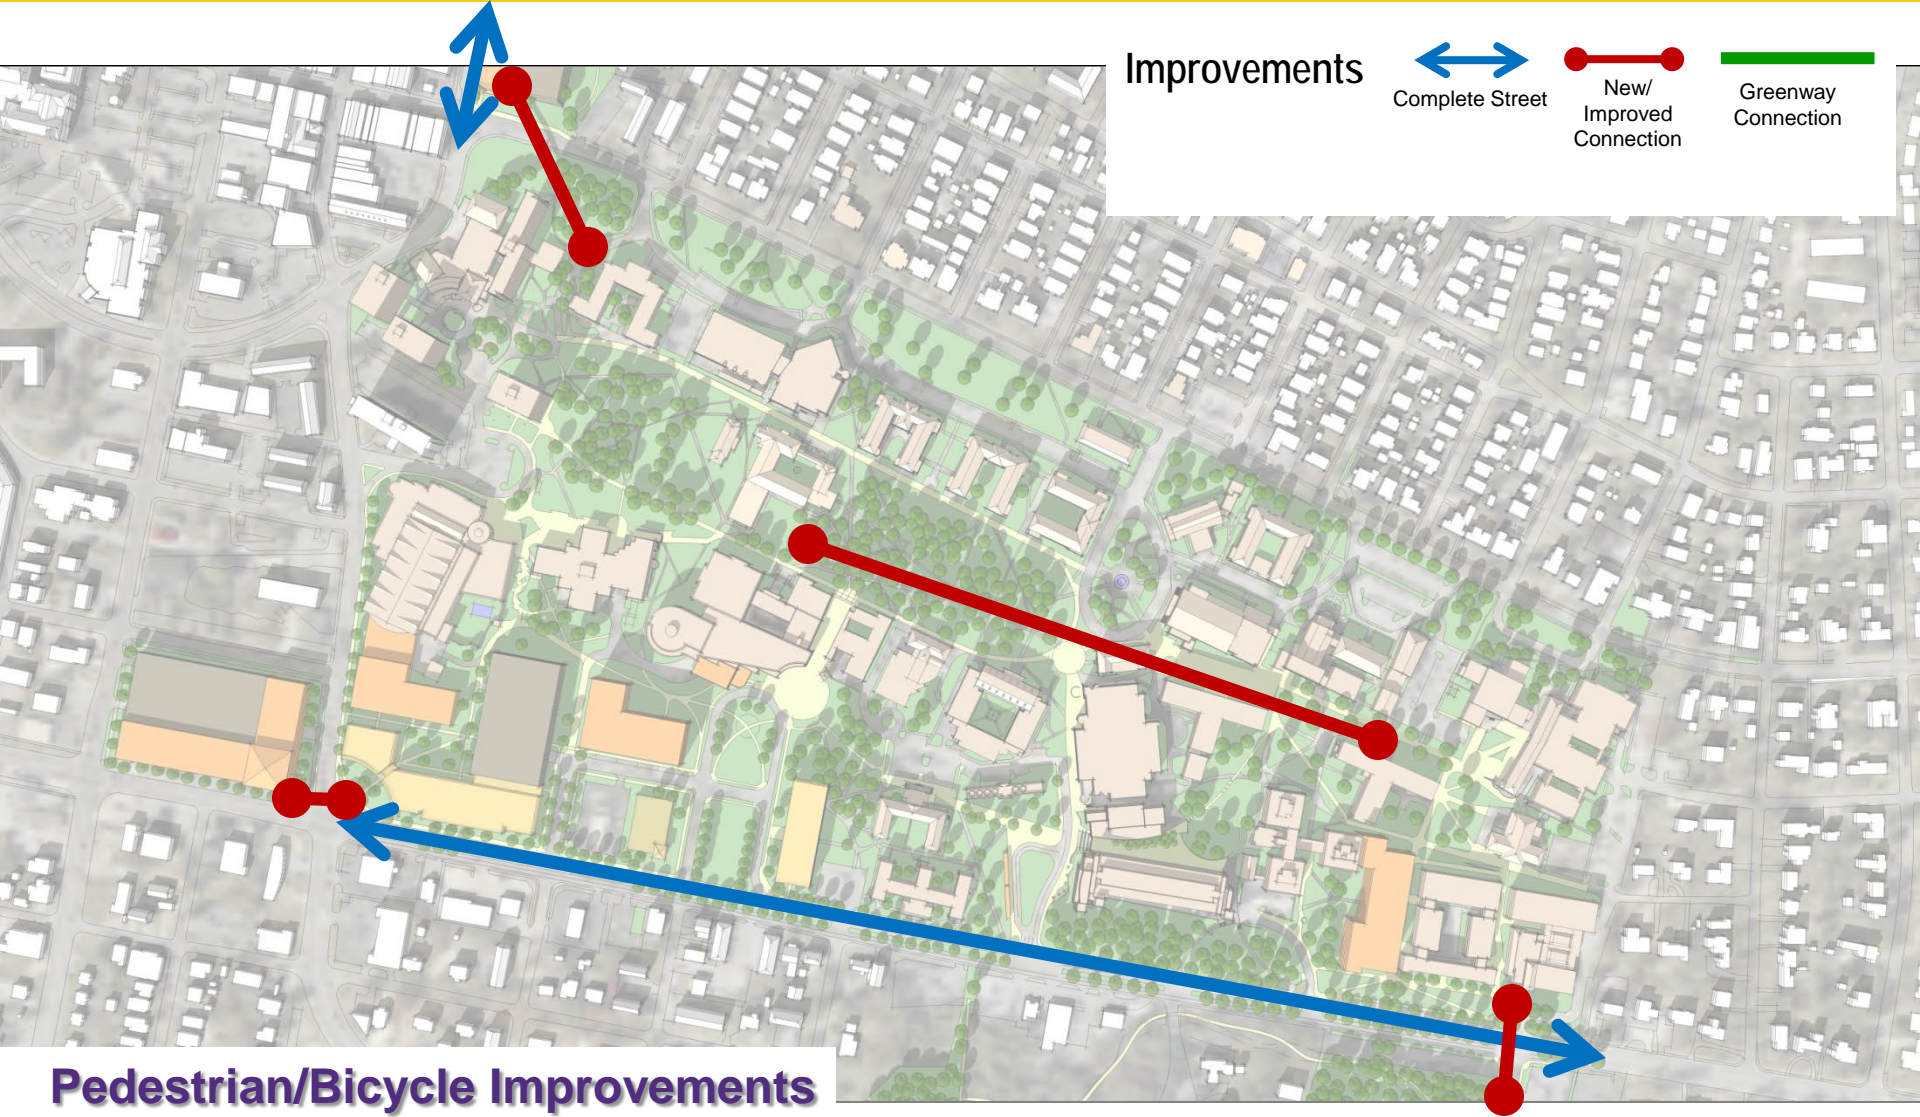 Improvements
Complete Street
New/
Improved
Connection
Greenway
Connection
Pedestrian/Bicycle Improvements